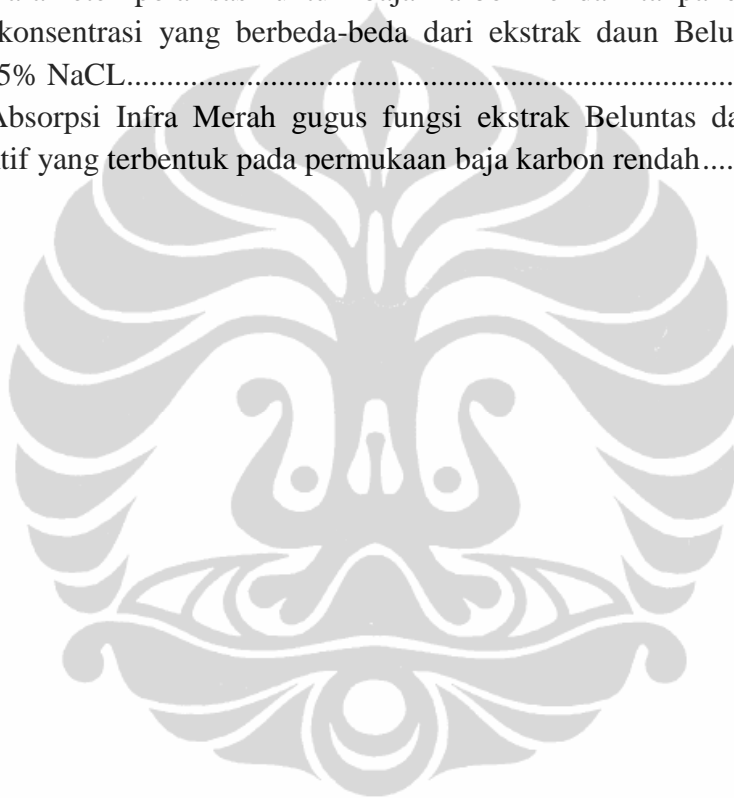 konsentrasi yang berbeda-beda dari ekstrak daun Belu
5% NaCL.......................................................................
Absorpsi Infra Merah gugus fungsi ekstrak Beluntas da
tif yang terbentuk pada permukaan baja karbon rendah....